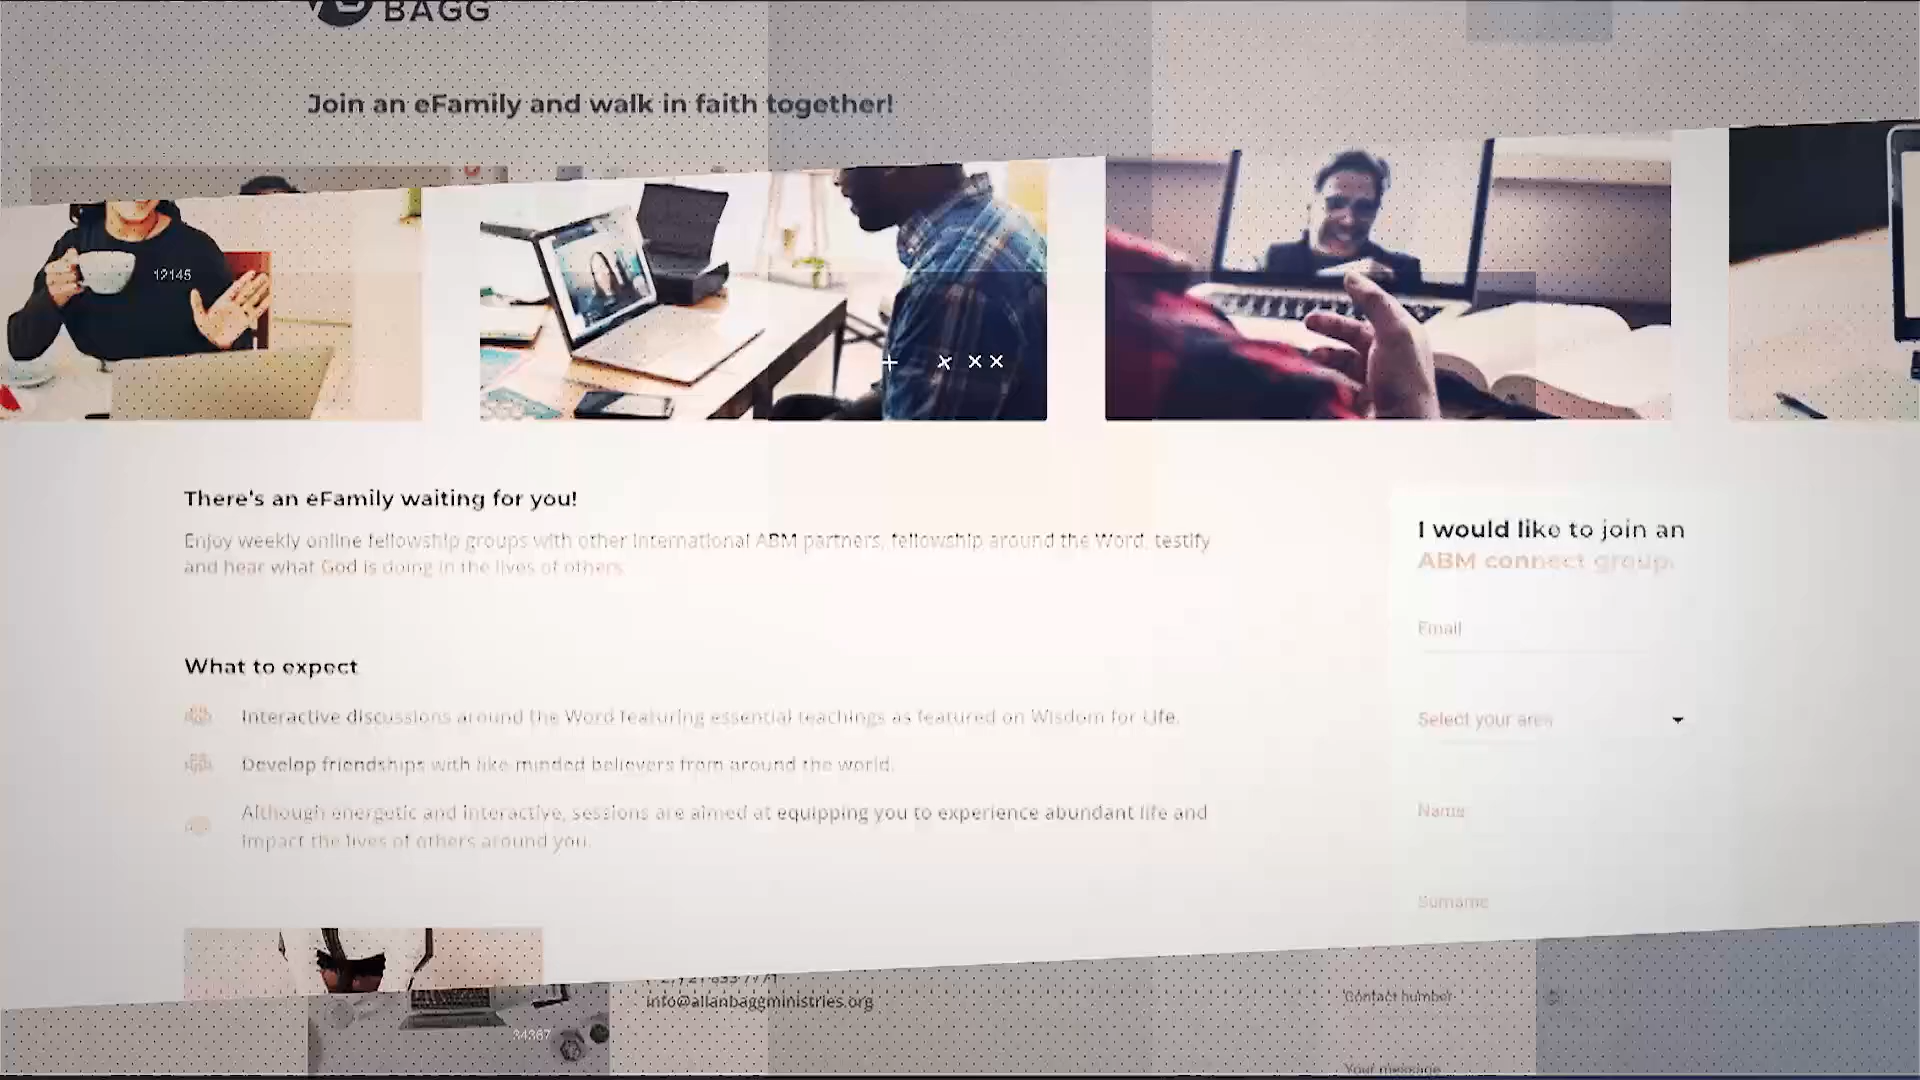 BAGG
Join an eFamily and walk in faith together!
12145
There's an eFamily waiting for you!
Enjoy weekly online fellowship groups with other International ABM partners, fellowship around the Word, testify
and hear what God is doing in the lives of others
I would like to join an
ABM connect group.
Email
What to expect
Interactive discussions around the Word featuring essential teachings as featured on Wisdom for Life.
Select your area
Develop friendships with like-minded believers from around the world.
Although energetic and interactive, sessions are aimed at equipping you to experience abundant life and
impact the lives of others around you.
Name
Surname
info@allanbaggministries.org
Contact number
34367
Your message